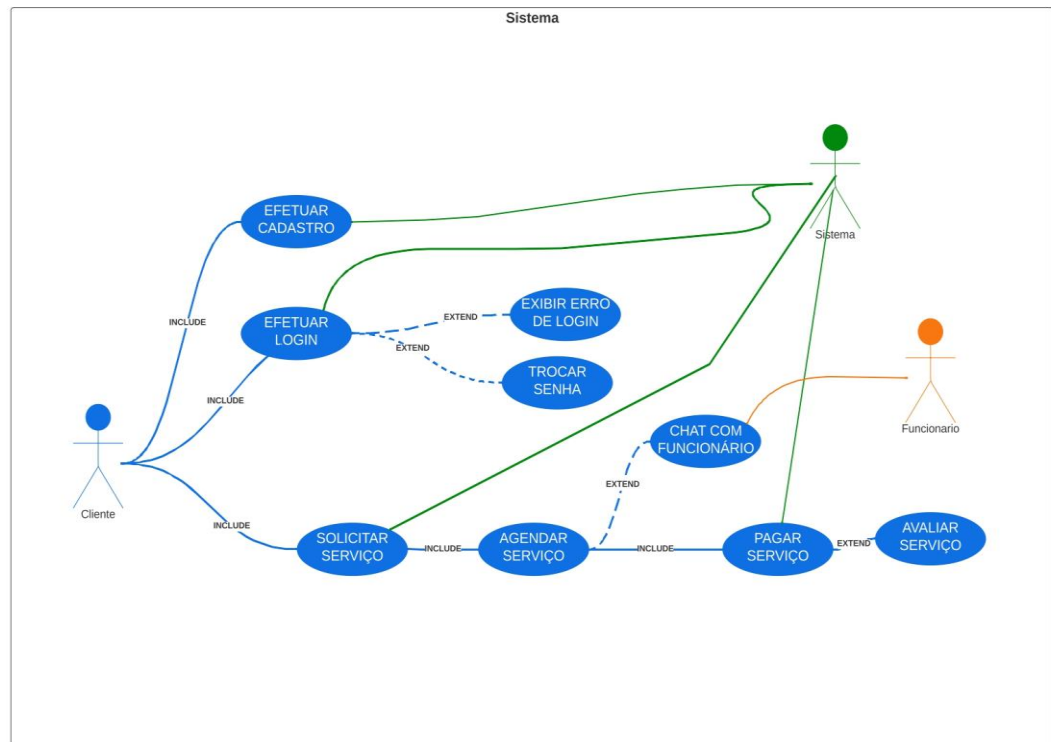 Sistema
Sistema
EFETUAR
CADASTRO
INCLUDE
EFETUAR
LOGIN
EXTEND
EXIBIR ERRO
DE LOGIN
EXTEND
TROCAR
SENHA
INCLUDE
Funcionario
CHAT COM
FUNCIONÁRIO
EXTEND
Cliente
INCLUDE
SOLICITAR
SERVIÇO
INCLUDE
AGENDAR
SERVIÇO
INCLUDE
PAGAR
SERVIÇO
EXTEND
AVALIAR
SERVIÇO